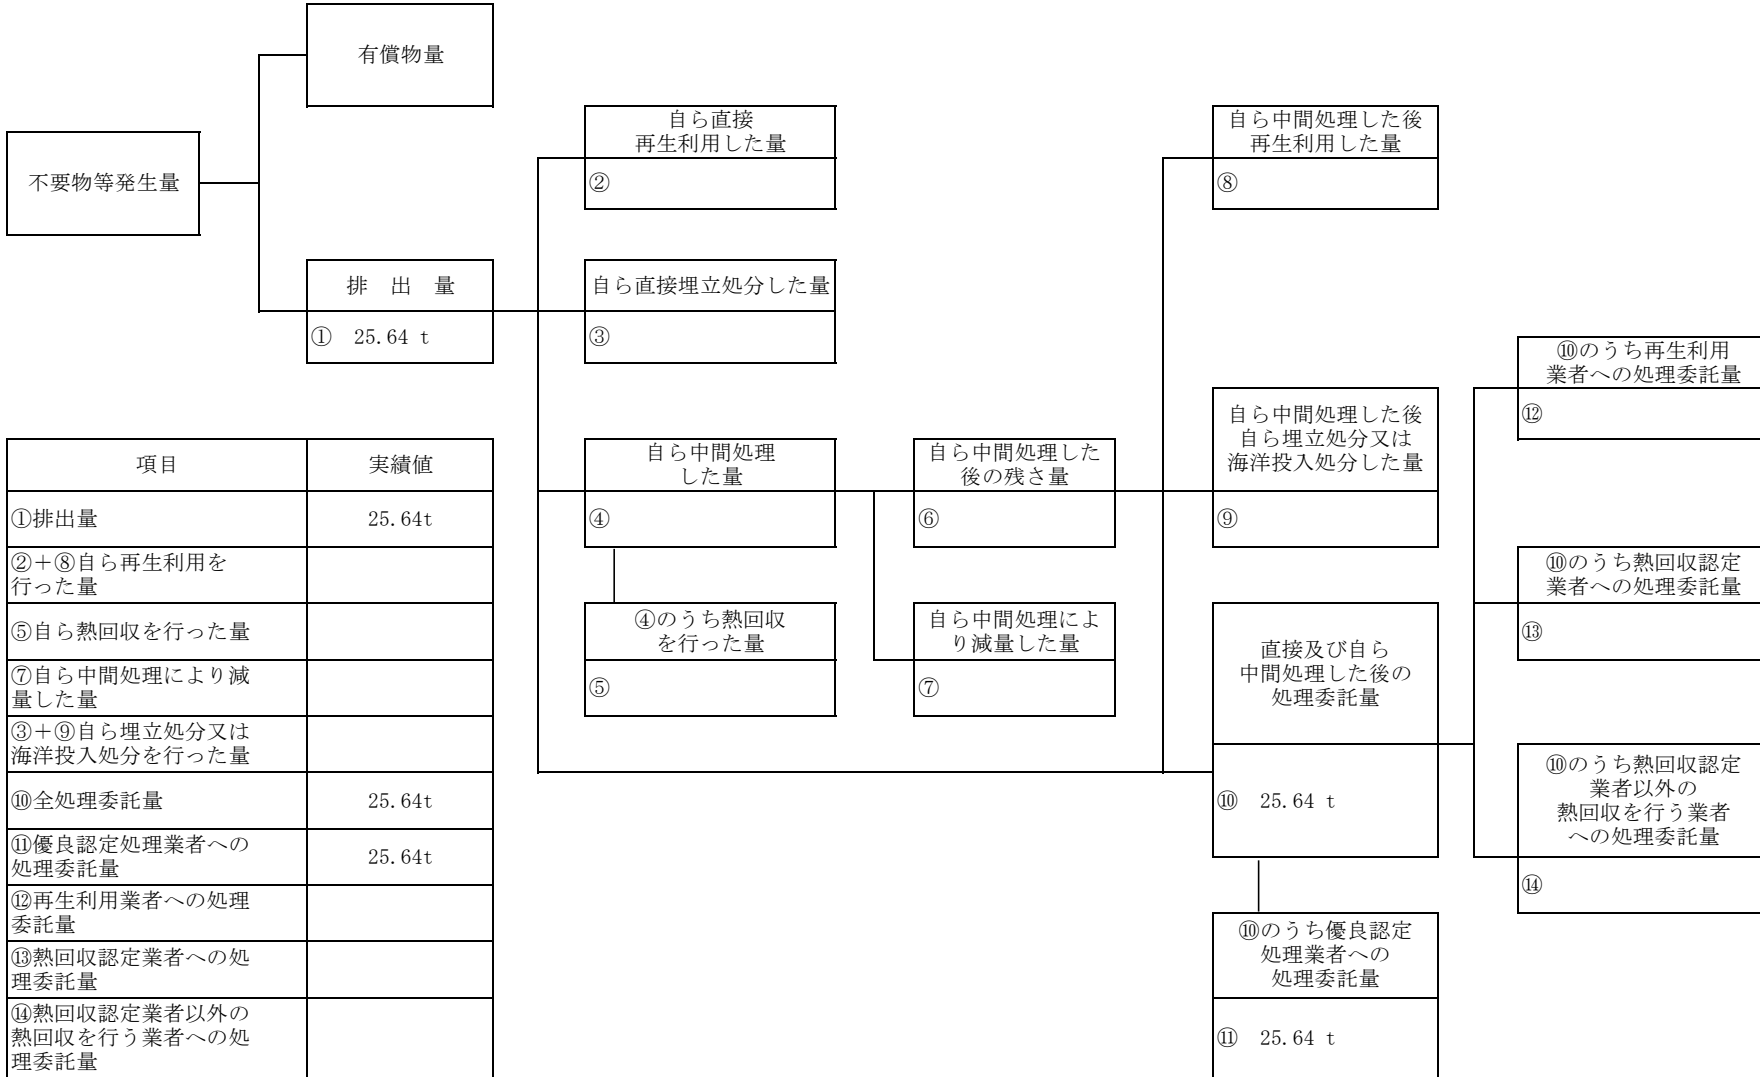 有償物量
不要物等発生量
排　出　量
①　25.64 t
自ら直接
再生利用した量
②
自ら直接埋立処分した量
③
自ら中間処理
した量
④
④のうち熱回収
を行った量
⑤
自ら中間処理した
後の残さ量
⑥
自ら中間処理によ
り減量した量
⑦
自ら中間処理した後
再生利用した量
⑧
自ら中間処理した後
自ら埋立処分又は
海洋投入処分した量
⑨
直接及び自ら
中間処理した後の
処理委託量
⑩　25.64 t
⑩のうち優良認定
処理業者への
処理委託量
⑪　25.64 t
⑩のうち再生利用
業者への処理委託量
⑫
⑩のうち熱回収認定
業者への処理委託量
⑬
⑩のうち熱回収認定
業者以外の
熱回収を行う業者
への処理委託量
⑭
項目　実績値
①排出量　25.64t
②＋⑧自ら再生利用を
行った量
⑤自ら熱回収を行った量
⑦自ら中間処理により減
量した量
③＋⑨自ら埋立処分又は
海洋投入処分を行った量
⑩全処理委託量　25.64t
⑪優良認定処理業者への
処理委託量　25.64t
⑫再生利用業者への処理
委託量
⑬熱回収認定業者への処
理委託量
⑭熱回収認定業者以外の
熱回収を行う業者への処
理委託量